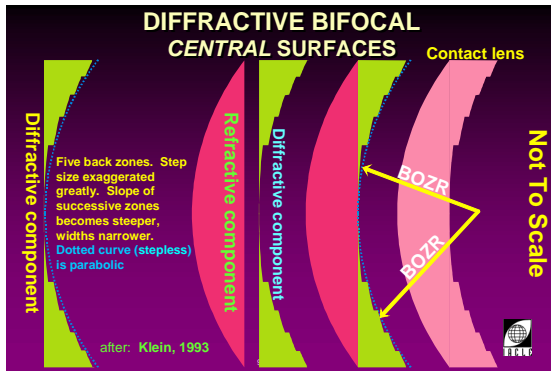 DIFFRACTIVE BIFOCAL
CENTRAL SURFACES
Contact lens
Diffractive component
Five back zones. Step
size exaggerated
greatly. Slope of
successive zones
becomes steeper,
widths narrower.
Dotted curve (stepless)
is parabolic
Refractive component
Diffractive component
BOZR
BOZR
Not To Scale
after: Klein, 1993
IACLE